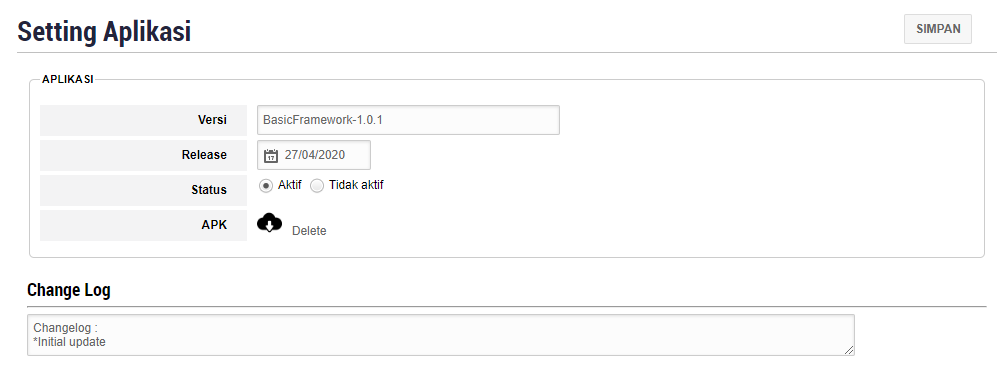 Setting Aplikasi
SIMPAN
APLIKASI
Versi
BasicFramework-1.0.1
Release
17
27/04/2020
Status
Aktif
Tidak aktif
APK
Delete
Change Log
Changelog :
*Initial update